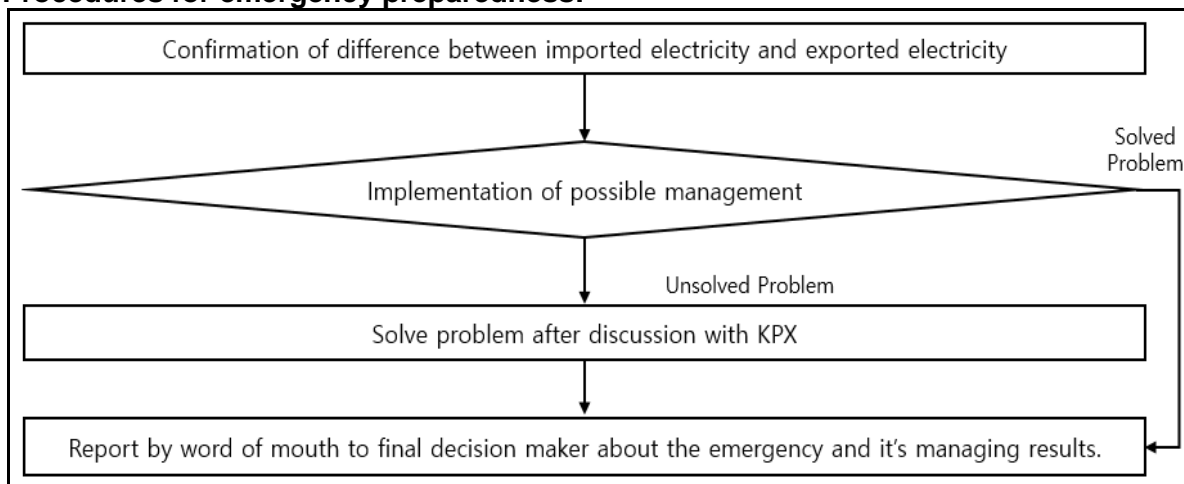 Procedures for emergency preparedness:
Confirmation of difference between imported electricity and exported electricity
Solved
Problem
Implementation of possible management
Unsolved Problem
Solve problem after discussion with KPX
Report by word of mouth to final decision maker about the emergency and it's managing results.